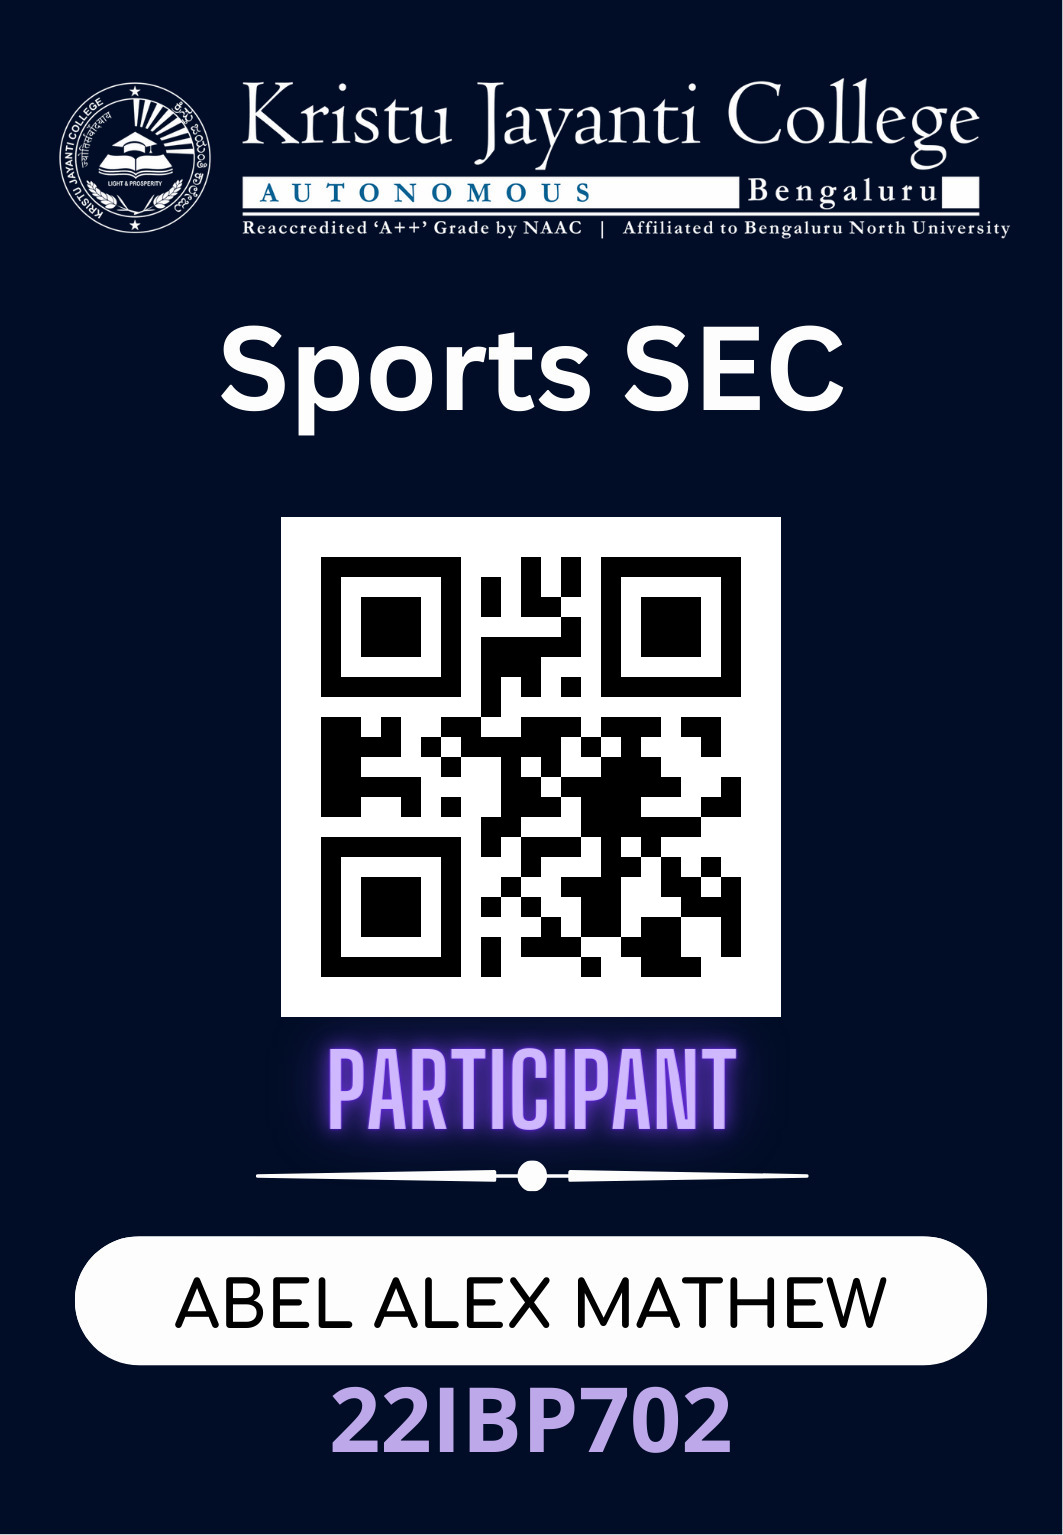 Kristu Jayanti College
AUTONOMOUS Bengaluru
Reaccredited ‘A++’ Grade by NAAC | Affiliated to Bengaluru North University
KRISTU JAYANTI COLLEGE
LIGHT & PROSPERITY
Sports SEC
PARTICIPANT
ABEL ALEX MATHEW
22IBP702